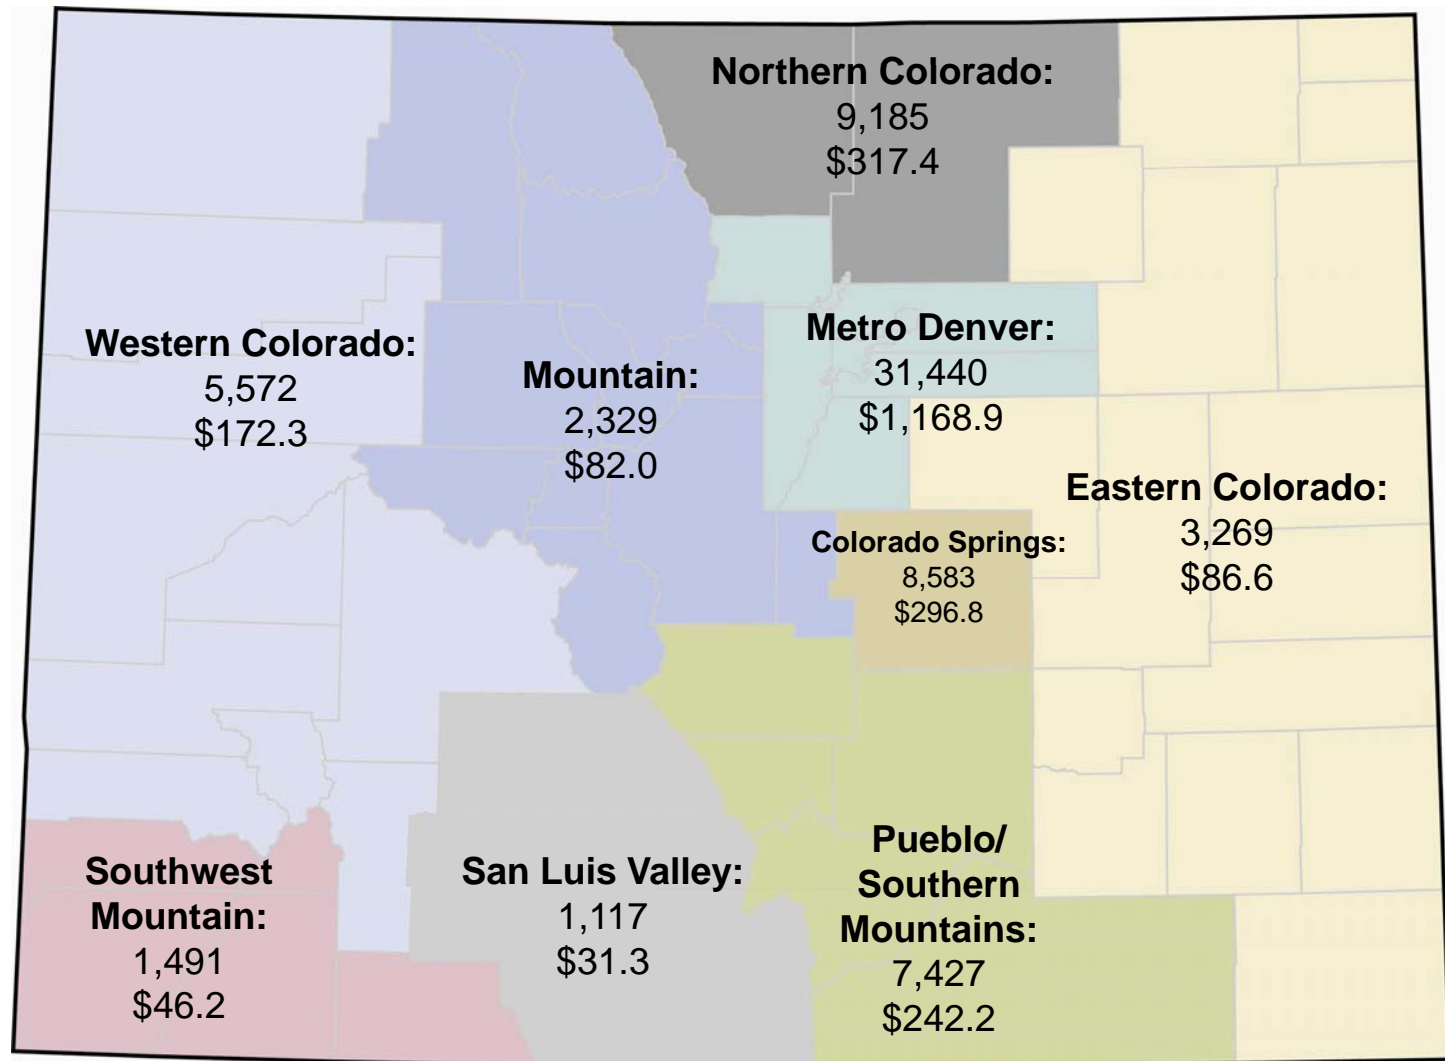 Northern Colorado:
9,185
$317.4
Western Colorado:
5,572
$172.3
Mountain:
2,329
$82.0
Metro Denver:
31,440
$1,168.9
Eastern Colorado:
3,269
$86.6
Colorado Springs:
8,583
$296.8
Southwest
Mountain:
1,491
$46.2
San Luis Valley:
1,117
$31.3
Pueblo/
Southern
Mountains:
7,427
$242.2